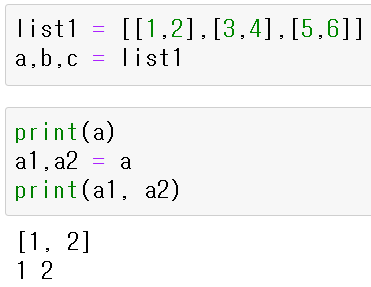 list1 = [[1,2],[3,4],[5,6]]
a,b,c = list1
print(a)
a1,a2 = a
print(a1, a2)
[1, 2]
1 2